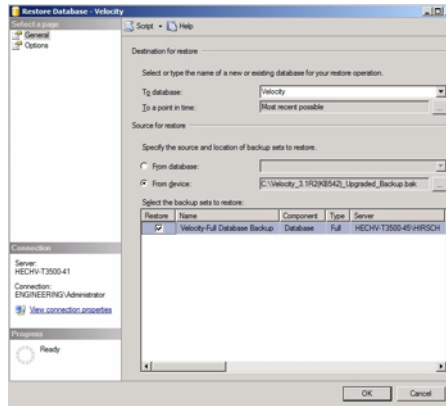 Restore Database - Velocity
Select a page
General
Options
Script
Help
Destination for restore
Select or type the name of a new or existing database for your restore operation.
To database:
Velocity
To a point in time:
Most recent possible
...
Source for restore
Specify the source and location of backup sets to restore.
From database:
From device:
C:\Velocity_3.1R2(KB542)_Upgraded_Backup.bak
...
Select the backup sets to restore:
Restore Name Component Type Server
Velocity-Full Database Backup Database Full HECHV-T3500-45\HIRSCH
Connection
Server:
HECHV-T3500-41
Connection:
ENGINEERING\Administrator
View connection properties
Progress
Ready
OK
Cancel